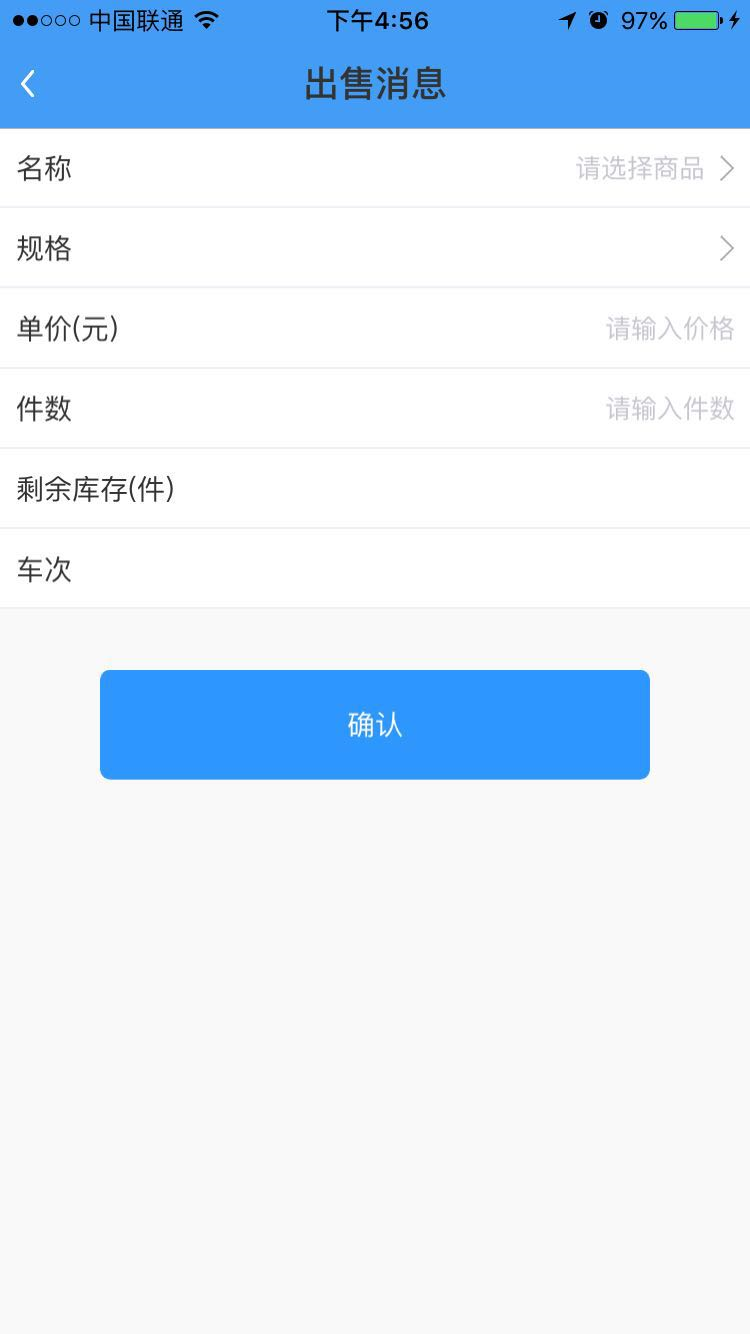 中国联通 下午4:56 97%
出售消息
名称 请选择商品
规格
单价(元) 请输入价格
件数 请输入件数
剩余库存(件)
车次
确认